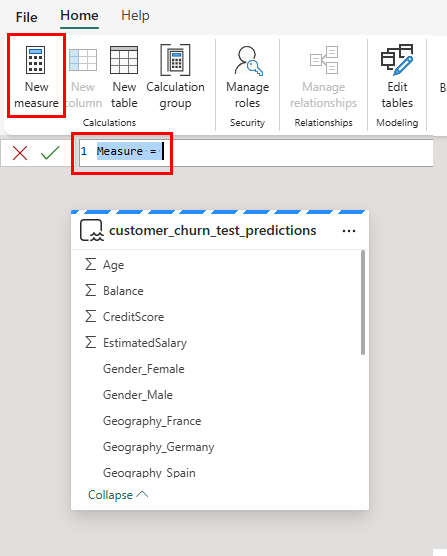 File Home Help
New measure
New column
New table
Calculation group
Manage roles
Manage relationships
Edit tables
B
Calculations Security Relationships Modeling
1 Measure =
customer_churn_test_predictions ...
Age
Balance
CreditScore
EstimatedSalary
Gender_Female
Gender_Male
Geography_France
Geography_Germany
Geography_Spain
Collapse